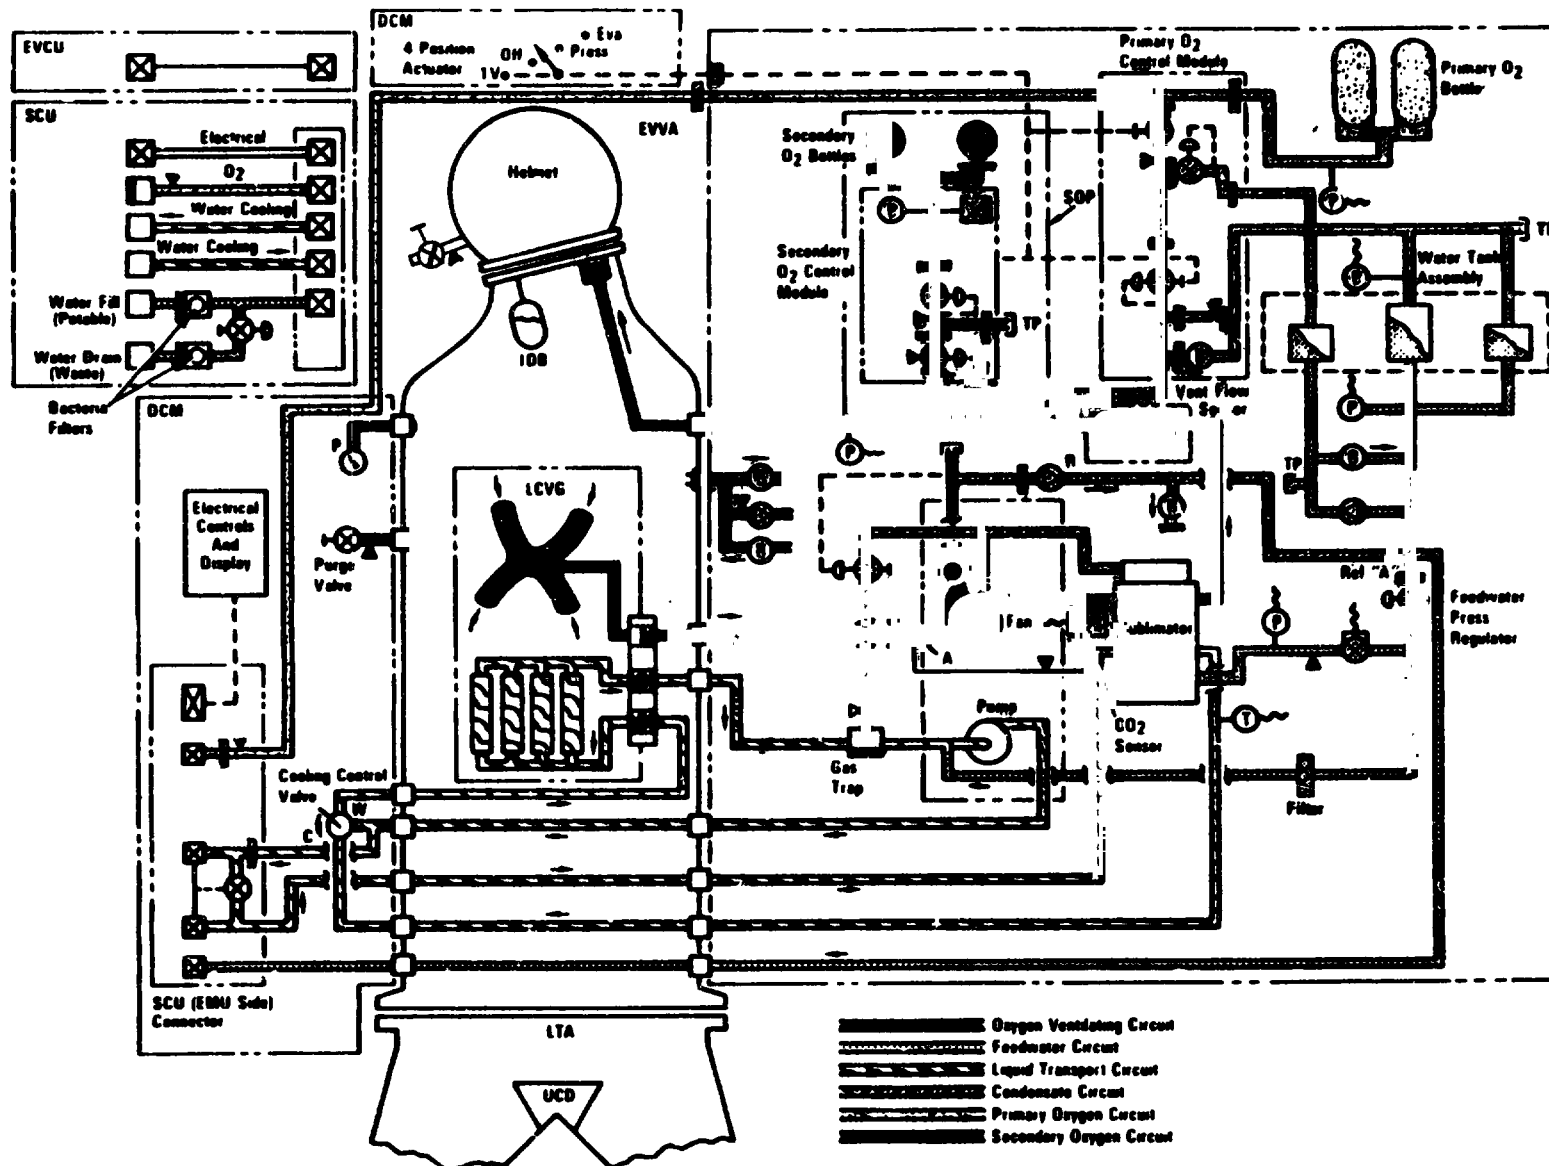 EVCU
SCU
Electrical
O2
Water Cooling
Water Cooling
Water Fill
(Potable)
Water Drain
(Waste)
Bacteria
Filters
DCM
4 Position
Actuator
Off
IV
Eva
Press
EVVA
Helmet
IDB
Secondary
O2 Bottles
Secondary
O2 Control
Module
SOP
TP
Primary O2
Control Module
Primary O2
Bottle
Water Tank
Assembly
Vent Flow
P
P
P
P
P
TP
R
DCM
Electrical
Controls
And
Display
Purge
Valve
LCVG
Fan
A
Ref "A"
Feedwater
Press
Regulator
P
Pump
Gas
Trap
CO2
Sensor
T
Filter
Cooling Control
Valve
W
C
SCU (EMU Side)
Connector
LTA
UCD
Oxygen Ventilating Circuit
Feedwater Circuit
Liquid Transport Circuit
Condensate Circuit
Primary Oxygen Circuit
Secondary Oxygen Circuit